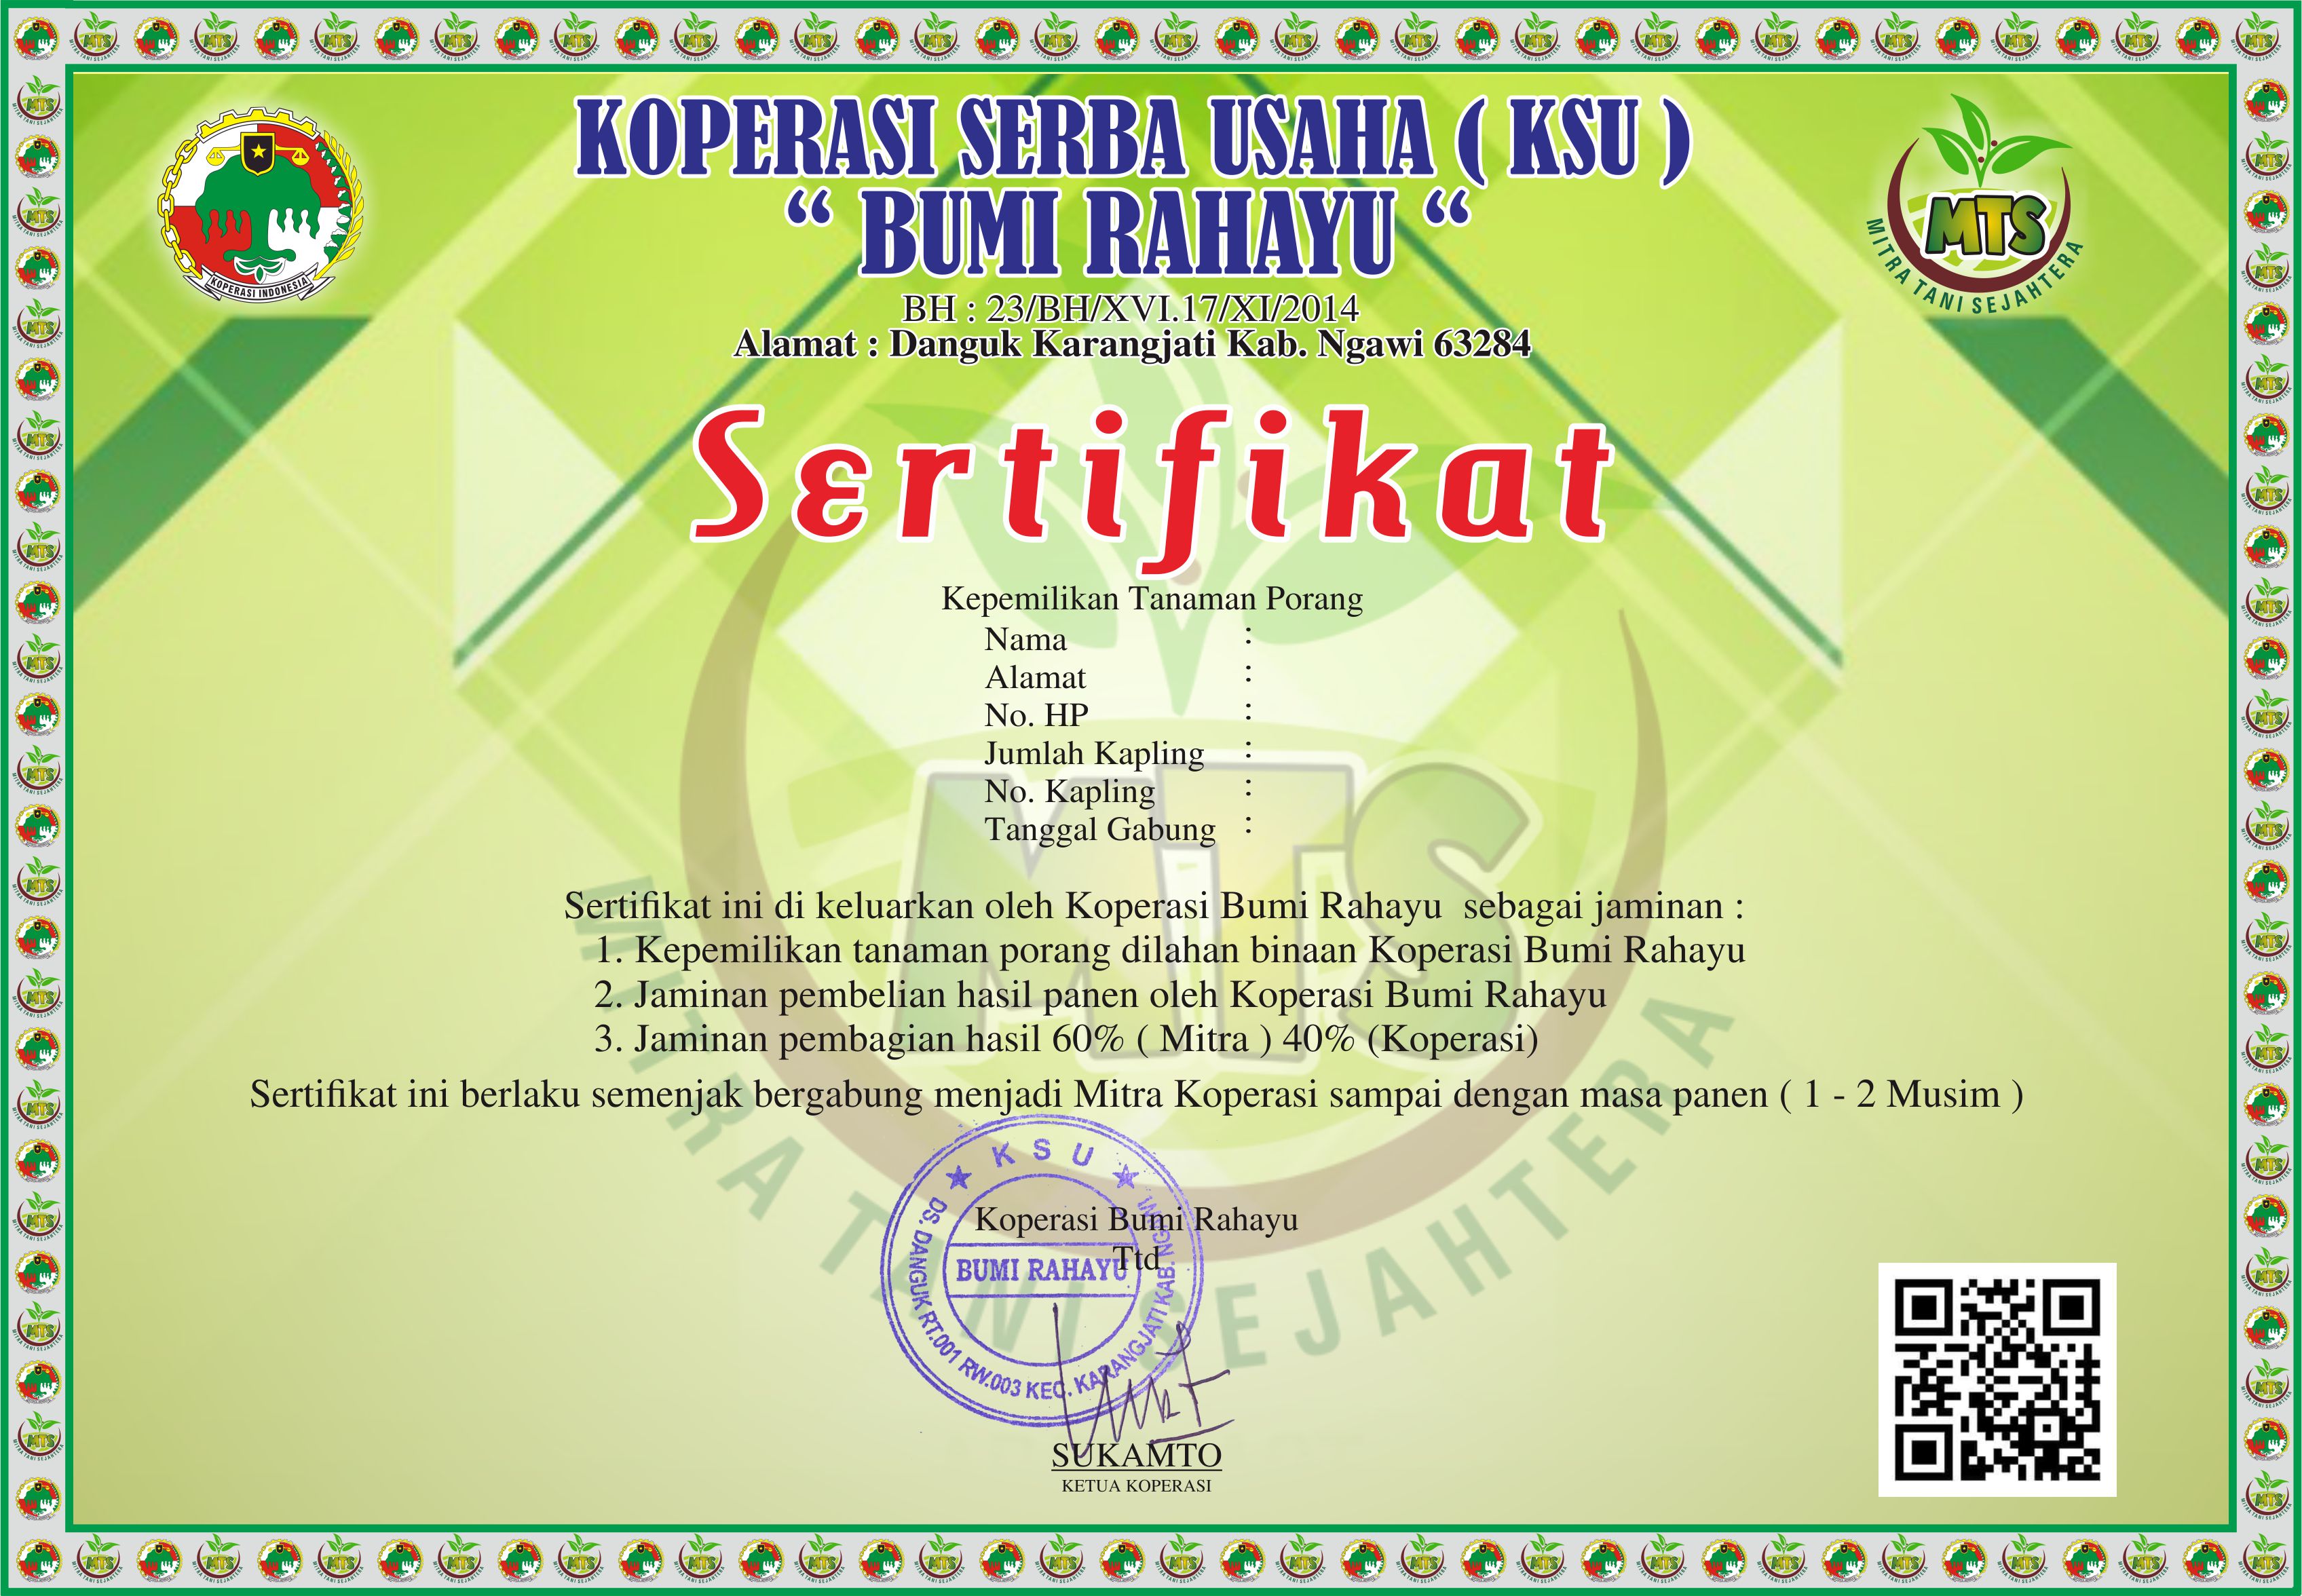 KOPERASI SERBA USAHA ( KSU )
“ BUMI RAHAYU “
BH : 23/BH/XVI.17/XI/2014
Alamat : Danguk Karangjati Kab. Ngawi 63284
KOPERASI INDONESIA
MTS
MITRA TANI SEJAHTERA
Sertifikat
Kepemilikan Tanaman Porang
Nama :
Alamat :
No. HP :
Jumlah Kapling :
No. Kapling :
Tanggal Gabung :
Sertifikat ini di keluarkan oleh Koperasi Bumi Rahayu sebagai jaminan :
1. Kepemilikan tanaman porang dilahan binaan Koperasi Bumi Rahayu
2. Jaminan pembelian hasil panen oleh Koperasi Bumi Rahayu
3. Jaminan pembagian hasil 60% ( Mitra ) 40% (Koperasi)
Sertifikat ini berlaku semenjak bergabung menjadi Mitra Koperasi sampai dengan masa panen ( 1 - 2 Musim )
MTS
MITRA TANI SEJAHTERA
Koperasi Bumi Rahayu
Ttd
KSU
BUMI RAHAYU
DS. DANGUK RT.001 RW.003 KEC. KARANGJATI KAB. NGAWI
SUKAMTO
KETUA KOPERASI